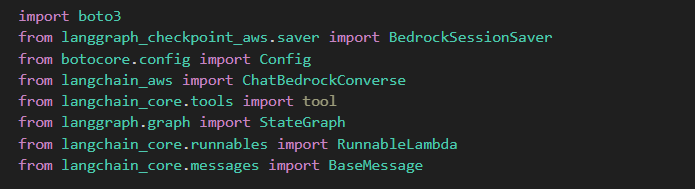 import boto3
from langgraph_checkpoint_aws.saver import BedrockSessionSaver
from botocore.config import Config
from langchain_aws import ChatBedrockConverse
from langchain_core.tools import tool
from langgraph.graph import StateGraph
from langchain_core.runnables import RunnableLambda
from langchain_core.messages import BaseMessage